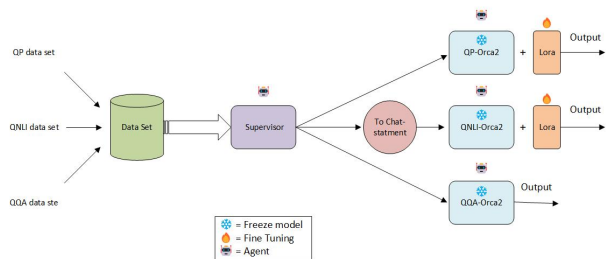 QP data set
QNLI data set
QQA data ste
Data Set
Supervisor
To Chat-
statment
QP-Orca2
+
Lora
Output
QNLI-Orca2
+
Lora
Output
QQA-Orca2
Output
= Freeze model
= Fine Tuning
= Agent